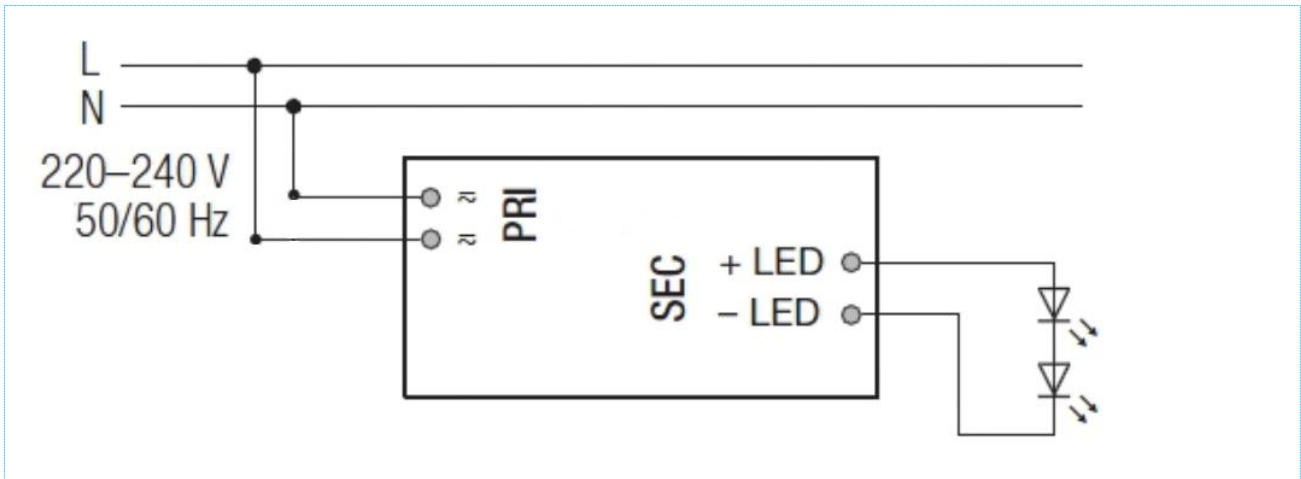 L
N
220–240 V
50/60 Hz
≈ PRI
≈
SEC
+ LED
– LED